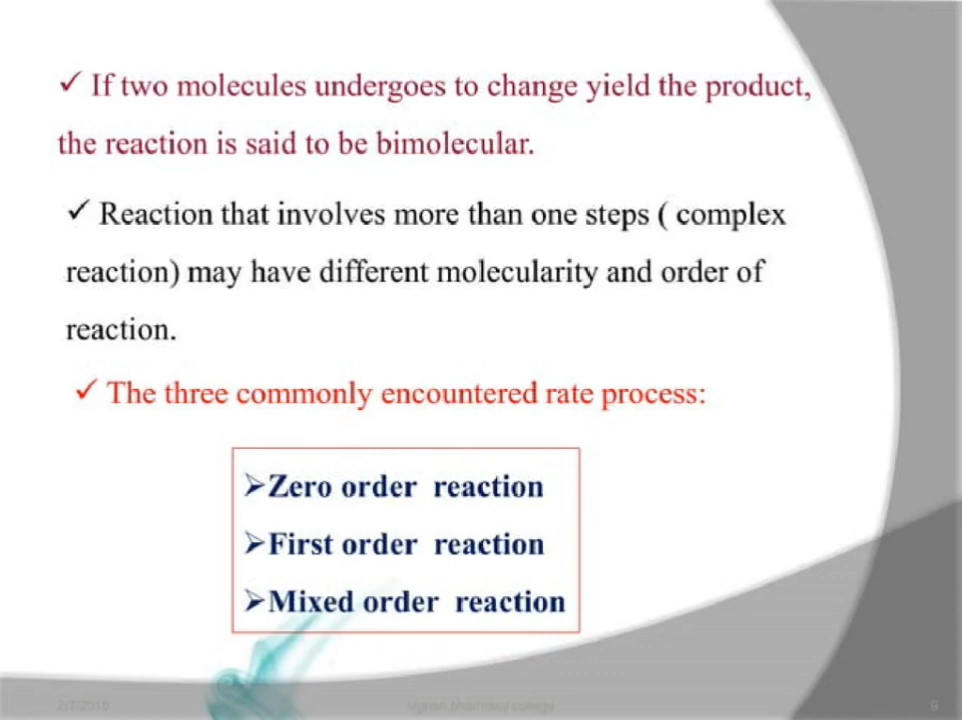 ✓ If two molecules undergoes to change yield the product,
the reaction is said to be bimolecular.
✓ Reaction that involves more than one steps ( complex
reaction) may have different molecularity and order of
reaction.
✓ The three commonly encountered rate process:
➢Zero order reaction
➢First order reaction
➢Mixed order reaction
pharmacy college
9